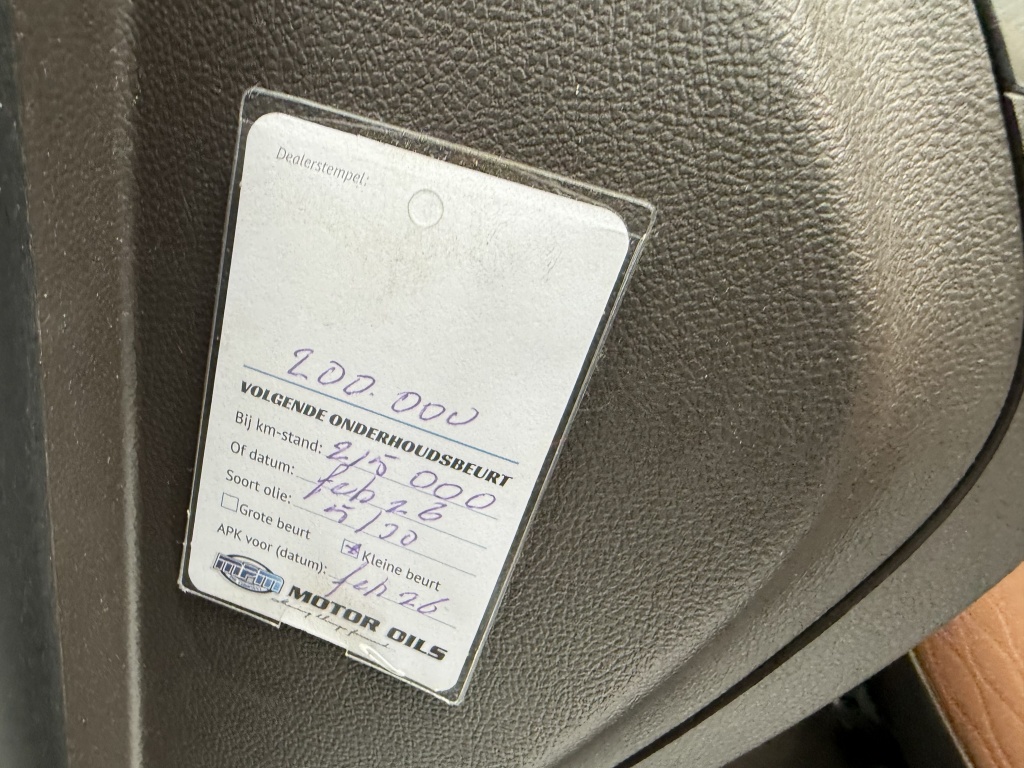 Dealerstempel:
200.000
VOLGENDE ONDERHOUDSBEURT
Bij km-stand: 215 000
Of datum: feb 26
Soort olie: 5/30
Grote beurt Kleine beurt
APK voor (datum): feb 26
MOTOR OILS